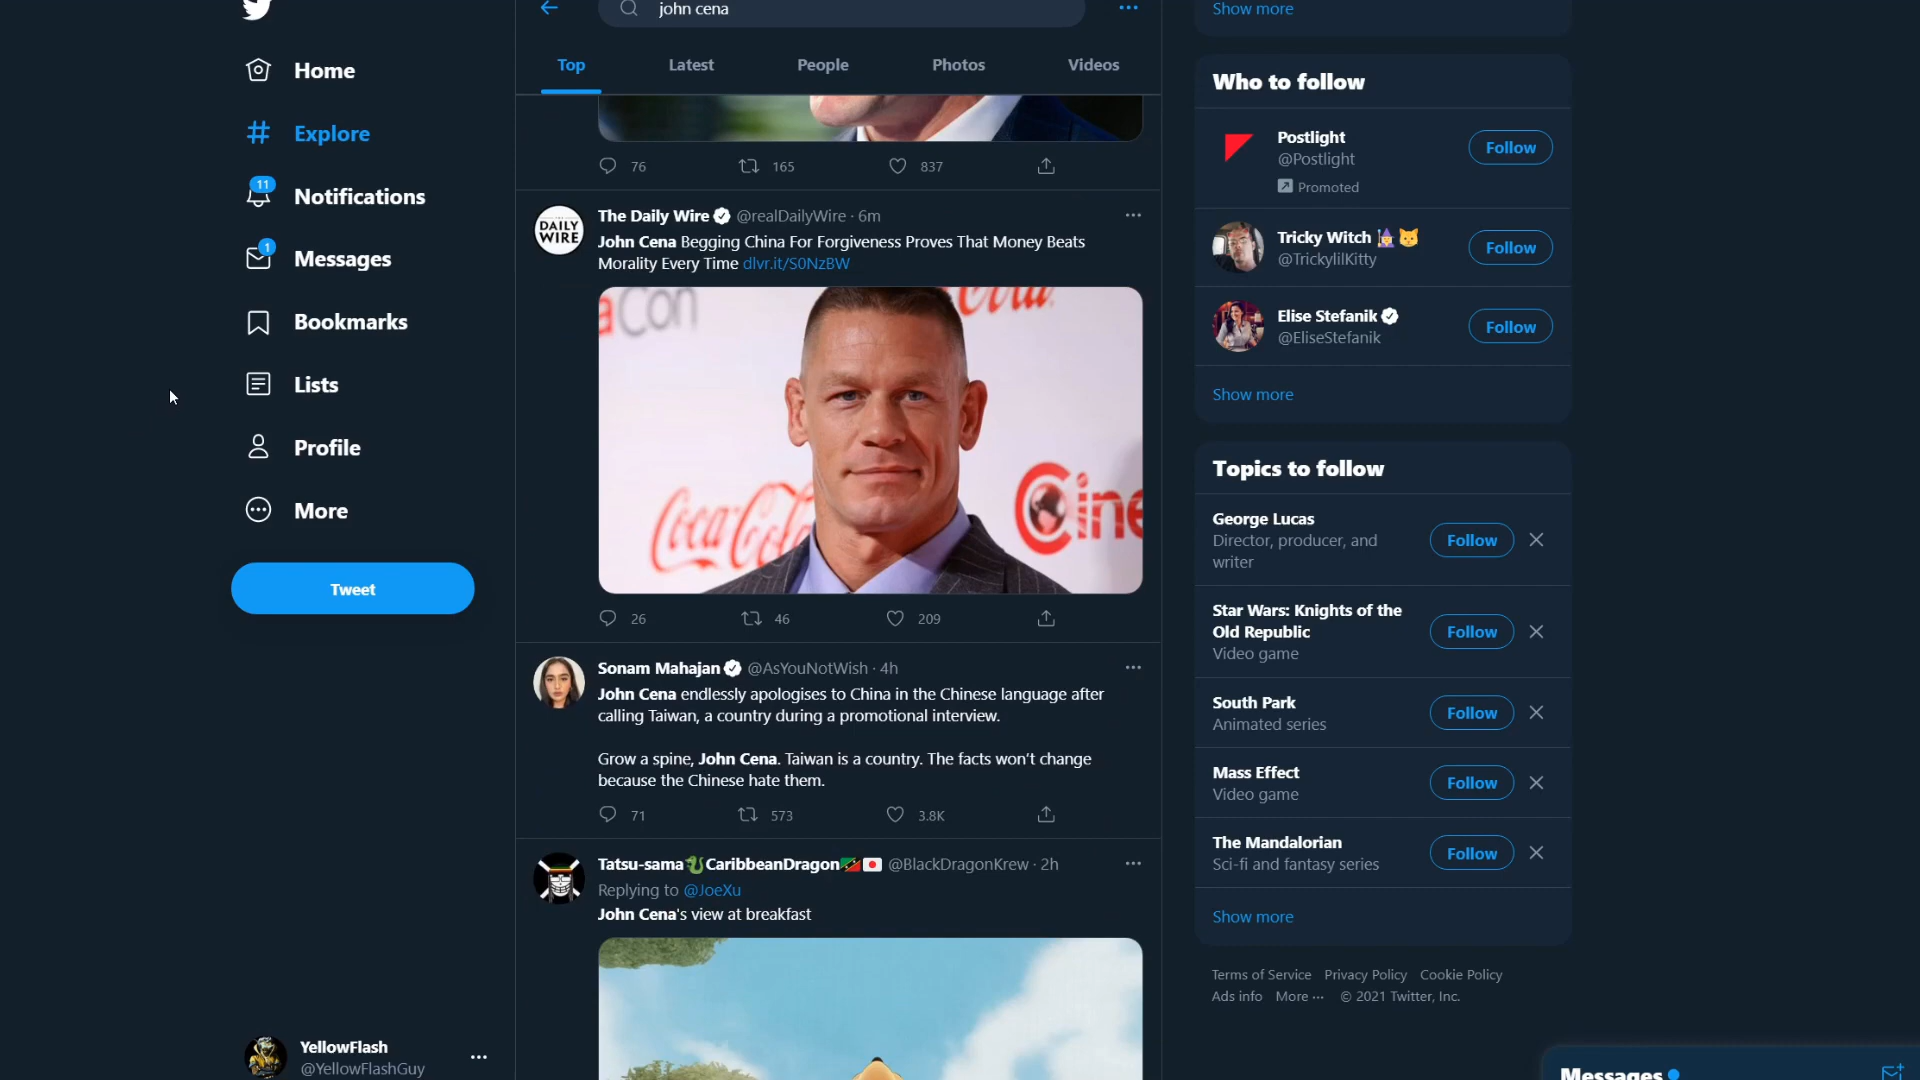 Home
Explore
11
Notifications
1
Messages
Bookmarks
Lists
Profile
More
Tweet
YellowFlash
@YellowFlashGuy
john cena
Top Latest People Photos Videos
76 165 837
DAILY
WIRE
The Daily Wire @realDailyWire · 6m
John Cena Begging China For Forgiveness Proves That Money Beats
Morality Every Time dlvr.it/S0NzBW
aCon
Cola
Coca-Cola
Cine
26 46 209
Sonam Mahajan @AsYouNotWish · 4h
John Cena endlessly apologises to China in the Chinese language after
calling Taiwan, a country during a promotional interview.
Grow a spine, John Cena. Taiwan is a country. The facts won't change
because the Chinese hate them.
71 573 3.8K
Tatsu-sama🐉CaribbeanDragon🇰🇳🇯🇵 @BlackDragonKrew · 2h
Replying to @JoeXu
John Cena's view at breakfast
Show more
Who to follow
Postlight
@Postlight
Promoted
Follow
Tricky Witch 🧙‍♀️🐱
@TrickylilKitty
Follow
Elise Stefanik
@EliseStefanik
Follow
Show more
Topics to follow
George Lucas
Director, producer, and
writer
Follow
Star Wars: Knights of the
Old Republic
Video game
Follow
South Park
Animated series
Follow
Mass Effect
Video game
Follow
The Mandalorian
Sci-fi and fantasy series
Follow
Show more
Terms of Service Privacy Policy Cookie Policy
Ads info More ··· © 2021 Twitter, Inc.
Messages